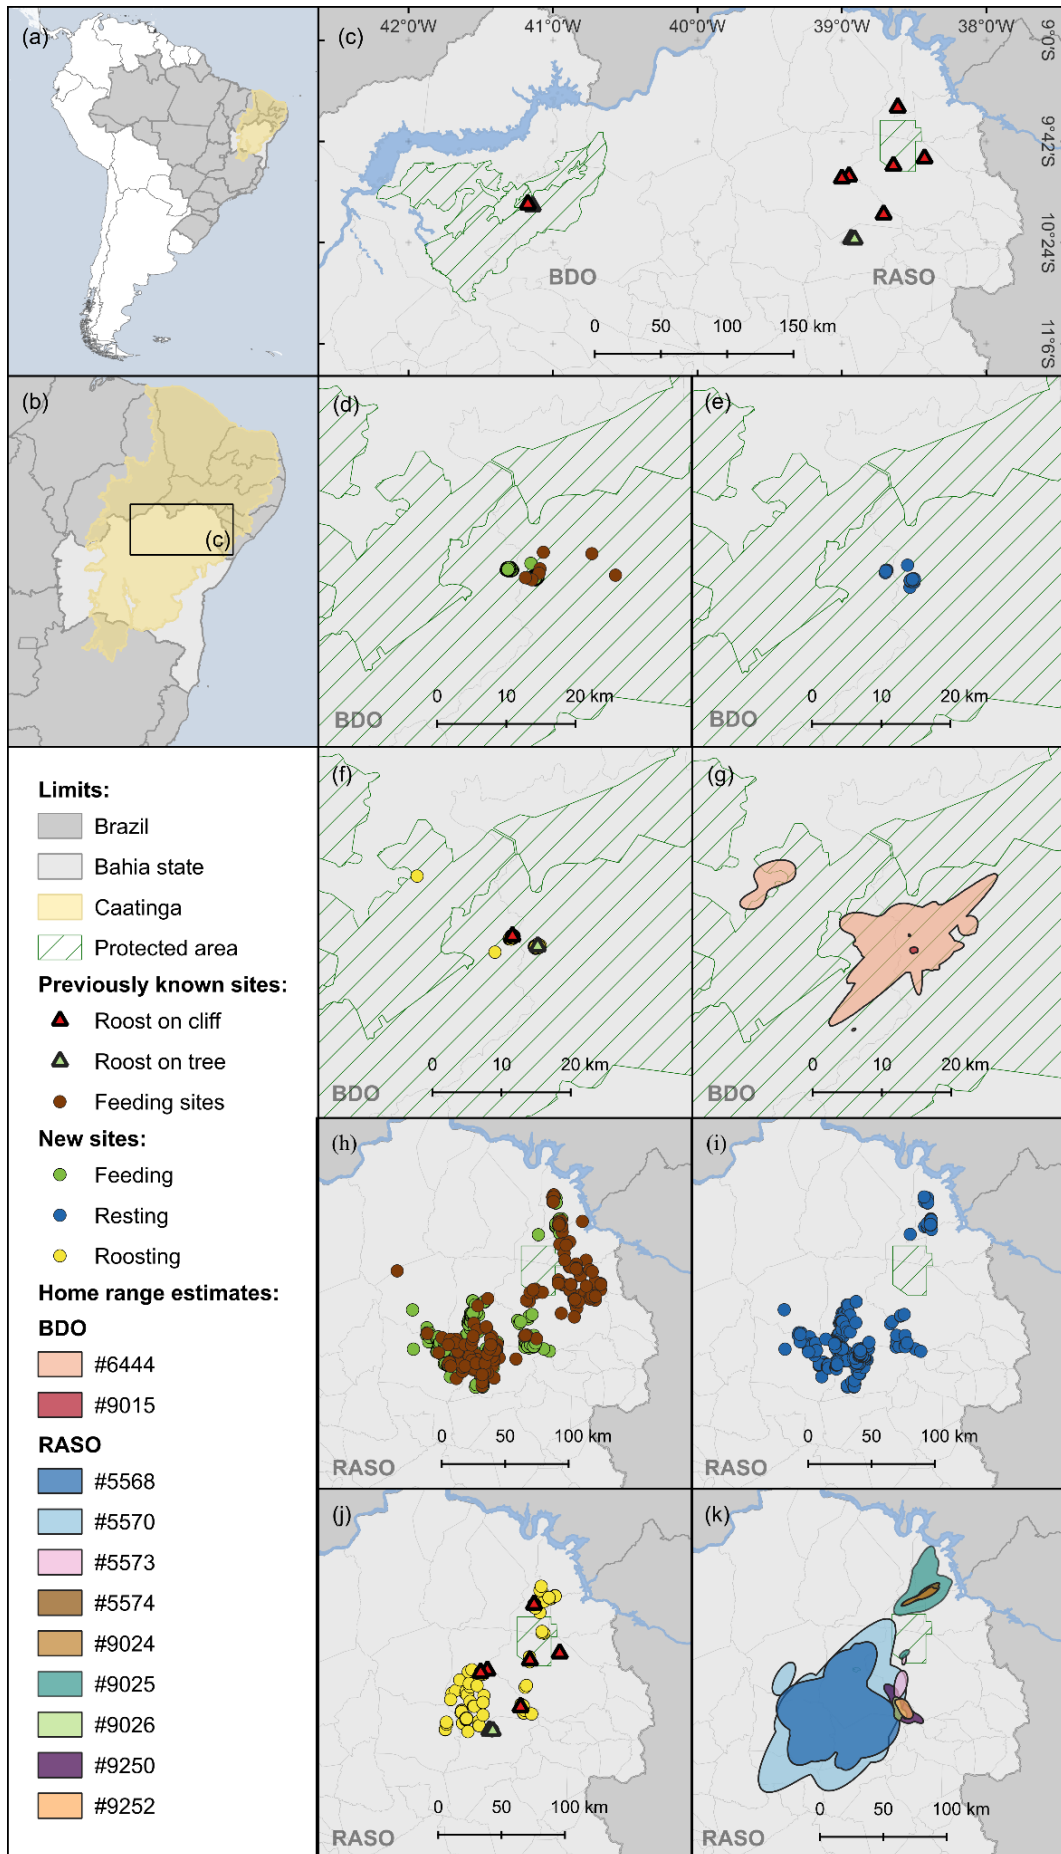 (a)
(b)
(c)
(c)
42°0'W
41°0'W
40°0'W
39°0'W
38°0'W
9°0'S
9°42'S
10°24'S
11°6'S
BDO
RASO
0 50 100 150 km
(d)
0 10 20 km
BDO
(e)
0 10 20 km
BDO
(f)
0 10 20 km
BDO
(g)
0 10 20 km
BDO
(h)
0 50 100 km
RASO
(i)
0 50 100 km
RASO
(j)
0 50 100 km
RASO
(k)
0 50 100 km
RASO
Limits:
Brazil
Bahia state
Caatinga
Protected area
Previously known sites:
Roost on cliff
Roost on tree
Feeding sites
New sites:
Feeding
Resting
Roosting
Home range estimates:
BDO
#6444
#9015
RASO
#5568
#5570
#5573
#5574
#9024
#9025
#9026
#9250
#9252